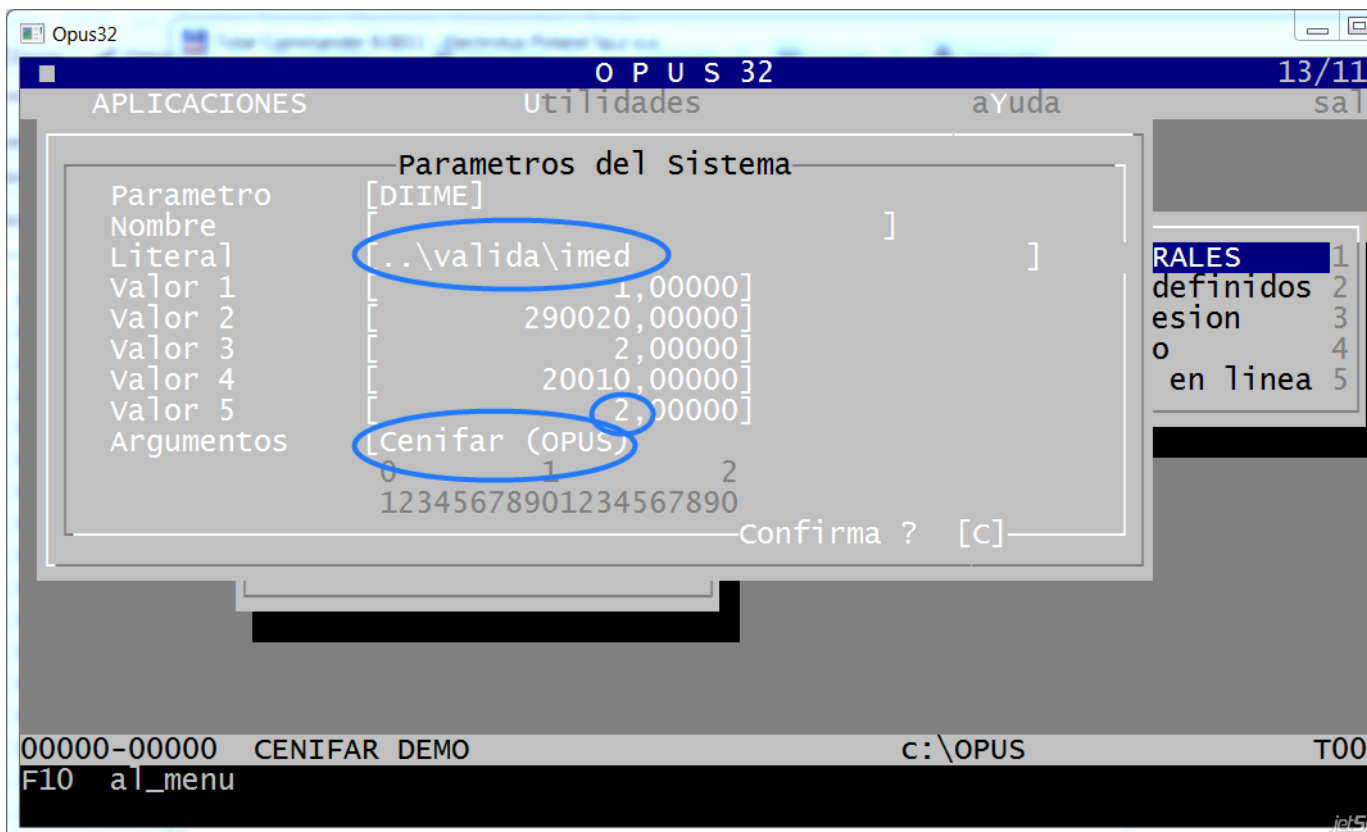 Opus32
O P U S 32 13/11
APLICACIONES Utilidades aYuda sal
Parametros del Sistema
Parametro [DIIME]
Nombre [ ]
Literal [..\valida\imed ]
Valor 1 [ 1,00000]
Valor 2 [ 290020,00000]
Valor 3 [ 2,00000]
Valor 4 [ 20010,00000]
Valor 5 [ 2,00000]
Argumentos [Cenifar (OPUS)
0 1 2
12345678901234567890
Confirma ? [C]
RALES 1
definidos 2
esion 3
o 4
en linea 5
00000-00000 CENIFAR DEMO c:\OPUS T00
F10 al_menu